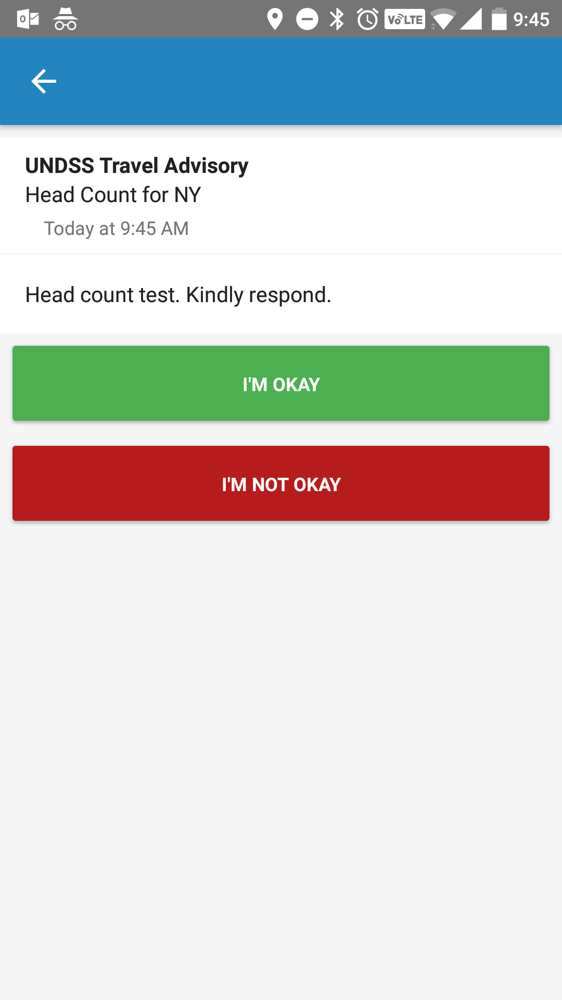 VoLTE 9:45
UNDSS Travel Advisory
Head Count for NY
Today at 9:45 AM
Head count test. Kindly respond.
I'M OKAY
I'M NOT OKAY